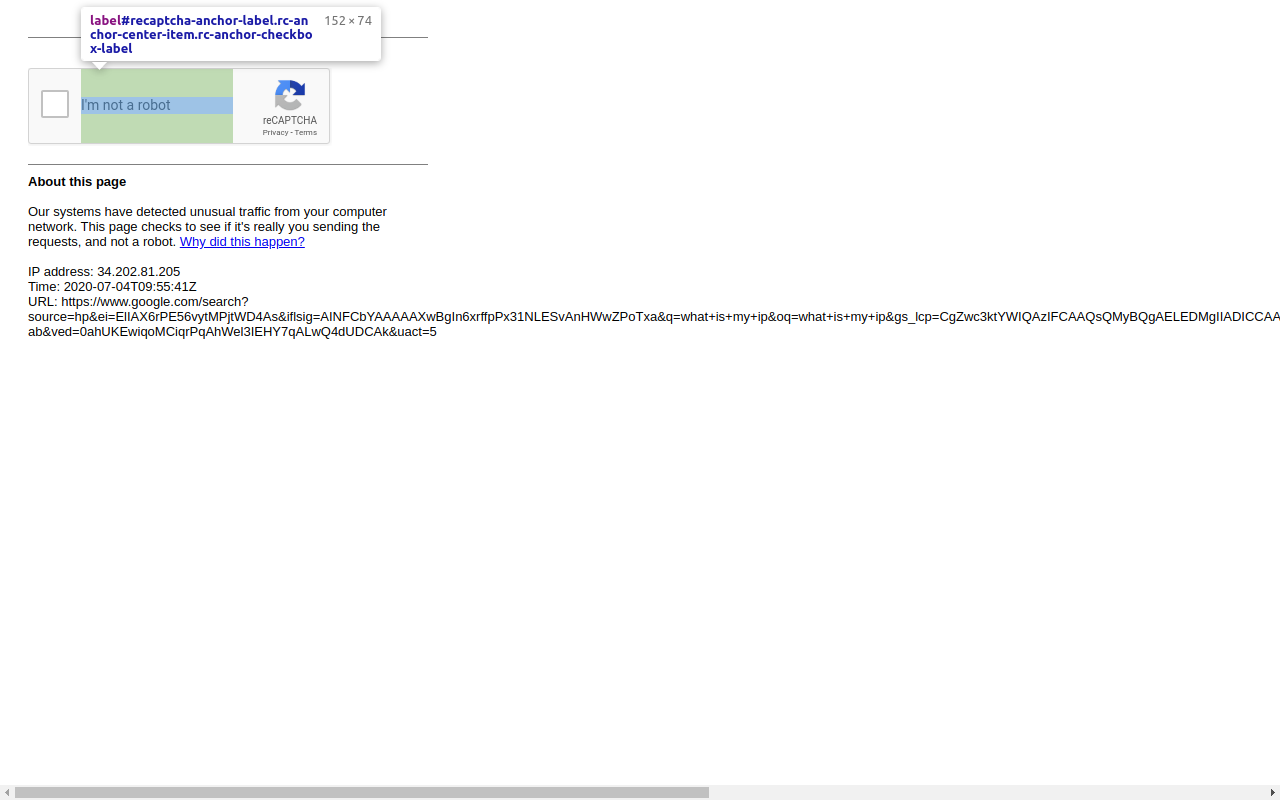 label#recaptcha-anchor-label.rc-an 152 × 74
chor-center-item.rc-anchor-checkbo
x-label
I'm not a robot
reCAPTCHA
Privacy - Terms
About this page
Our systems have detected unusual traffic from your computer
network. This page checks to see if it's really you sending the
requests, and not a robot. Why did this happen?
IP address: 34.202.81.205
Time: 2020-07-04T09:55:41Z
URL: https://www.google.com/search?
source=hp&ei=EllAX6rPE56vytMPjtWD4As&iflsig=AINFCbYAAAAAXwBgIn6xrffpPx31NLESvAnHWwZPoTxa&q=what+is+my+ip&oq=what+is+my+ip&gs_lcp=CgZwc3ktYWIQAzIFCAAQsQMyBQgAELEDMgIIADICCAA
ab&ved=0ahUKEwiqoMCiqrPqAhWel3IEHY7qALwQ4dUDCAk&uact=5